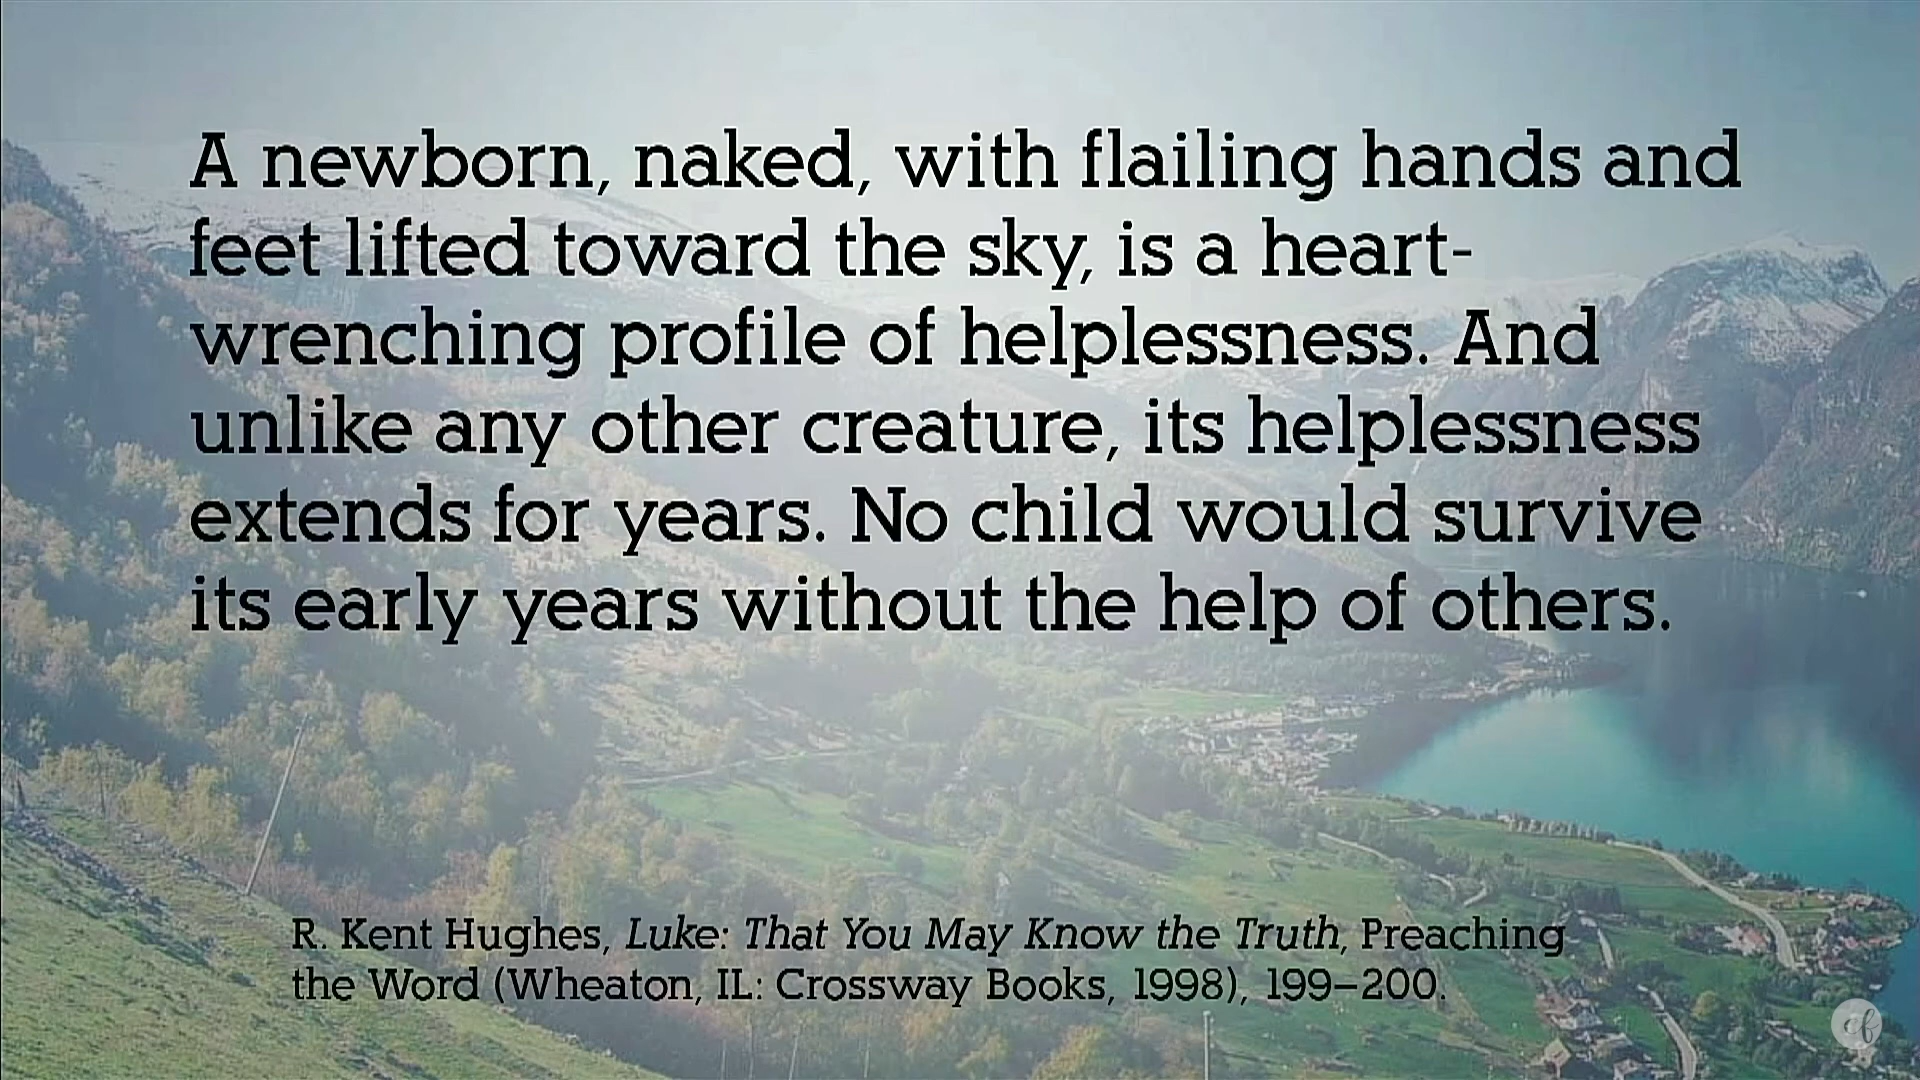 A newborn, naked, with flailing hands and
feet lifted toward the sky, is a heart-
wrenching profile of helplessness. And
unlike any other creature, its helplessness
extends for years. No child would survive
its early years without the help of others.
R. Kent Hughes, Luke: That You May Know the Truth, Preaching
the Word (Wheaton, IL: Crossway Books, 1998), 199–200.
cf